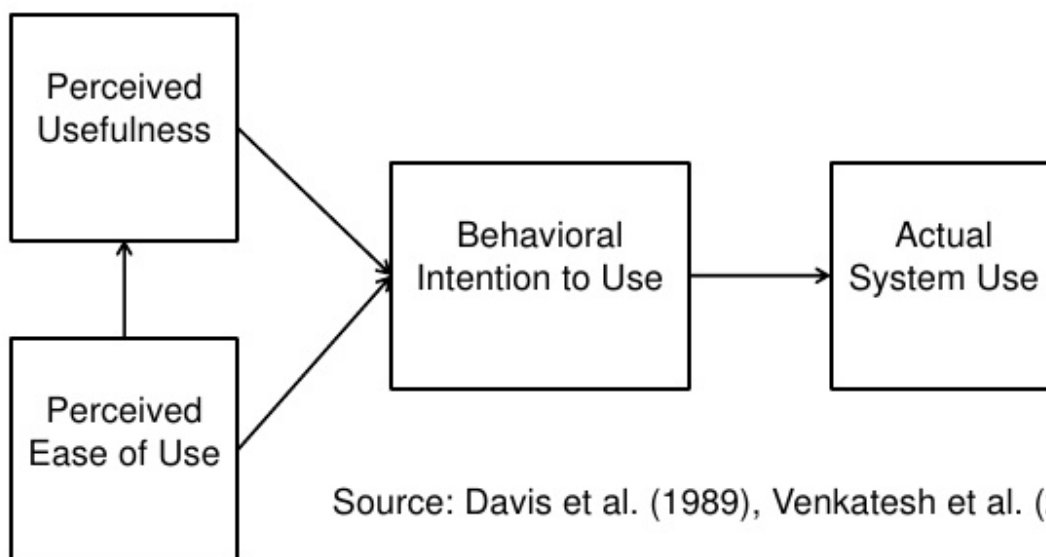 Perceived
Usefulness
Behavioral
Intention to Use
Actual
System Use
Perceived
Ease of Use
Source: Davis et al. (1989), Venkatesh et al. (